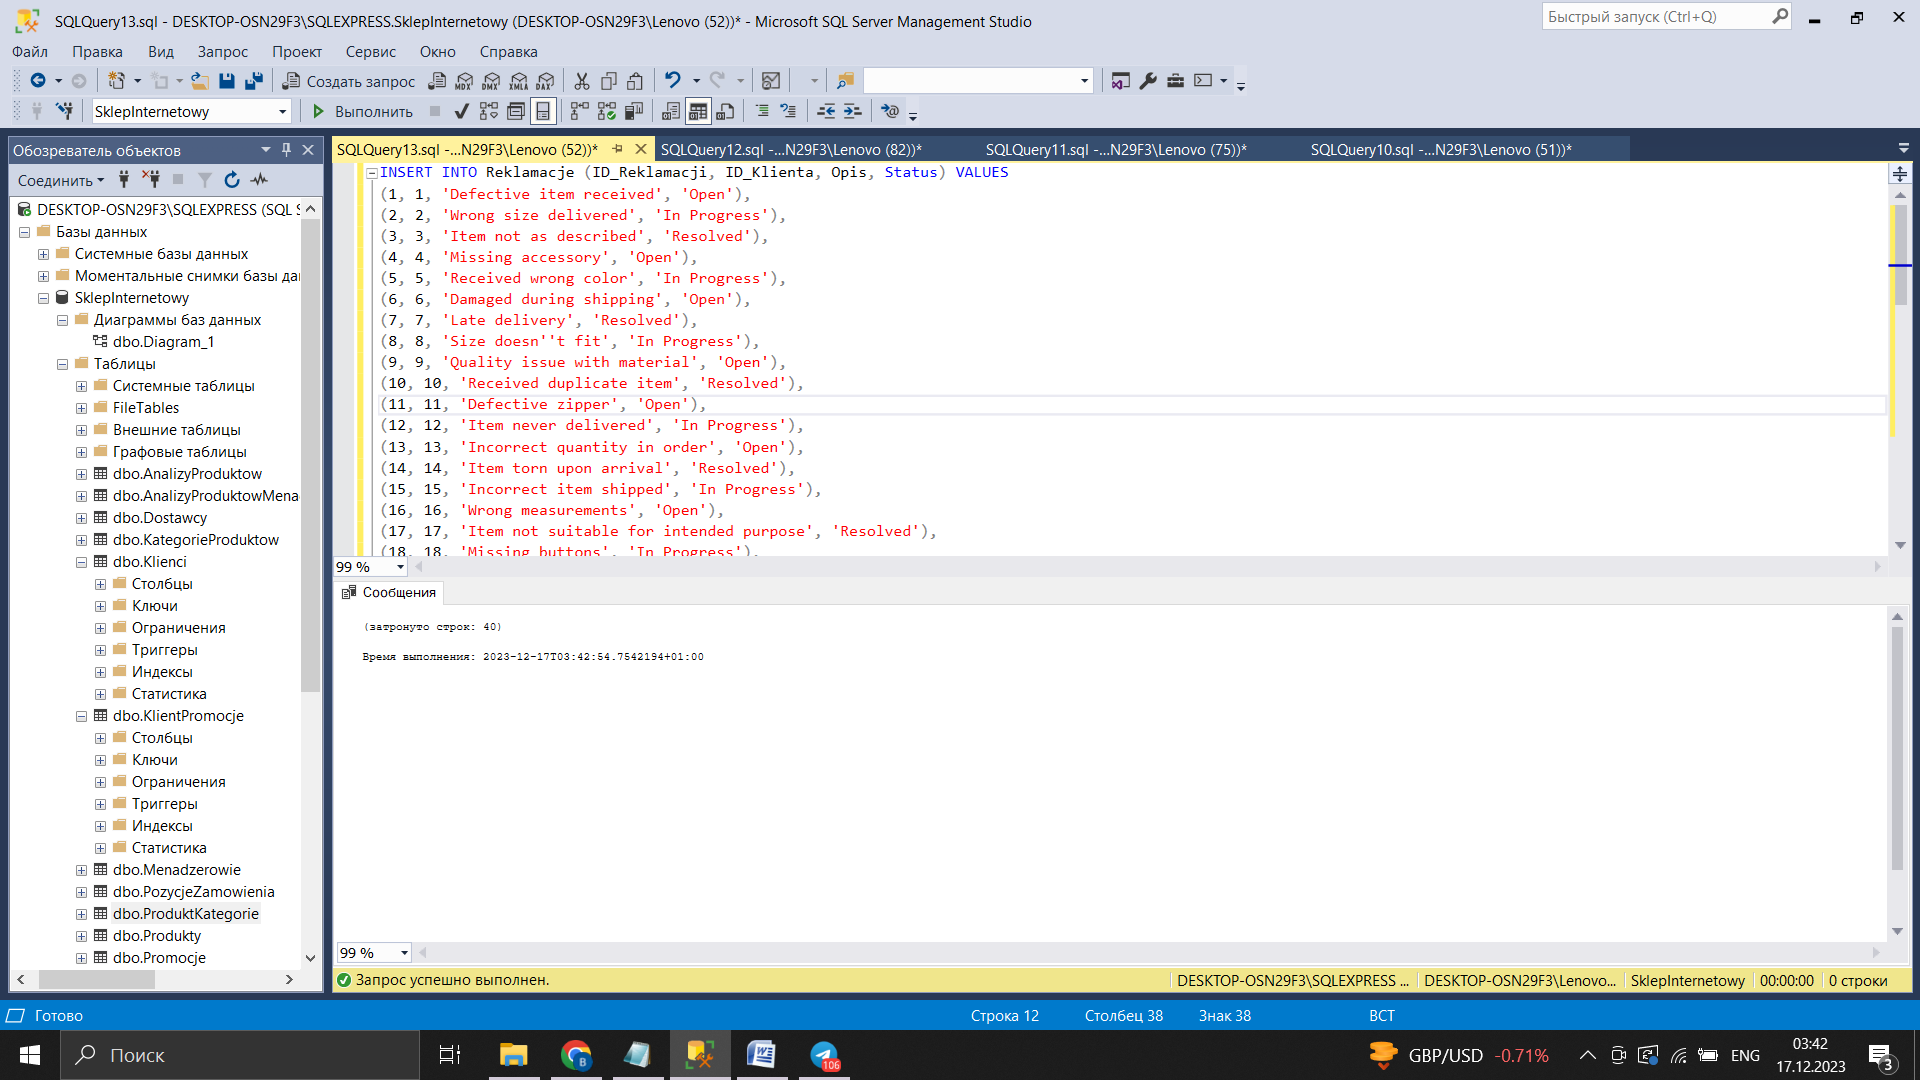 SQLQuery13.sql - DESKTOP-OSN29F3\SQLEXPRESS.SklepInternetowy (DESKTOP-OSN29F3\Lenovo (52))* - Microsoft SQL Server Management Studio
Быстрый запуск (Ctrl+Q)
Файл Правка Вид Запрос Проект Сервис Окно Справка
Создать запрос MDX DMX XMLA DAX
SklepInternetowy Выполнить
Обозреватель объектов
Соединить
DESKTOP-OSN29F3\SQLEXPRESS (SQL S
Базы данных
Системные базы данных
Моментальные снимки базы да
SklepInternetowy
Диаграммы баз данных
dbo.Diagram_1
Таблицы
Системные таблицы
FileTables
Внешние таблицы
Графовые таблицы
dbo.AnalizyProduktow
dbo.AnalizyProduktowMena
dbo.Dostawcy
dbo.KategorieProduktow
dbo.Klienci
Столбцы
Ключи
Ограничения
Триггеры
Индексы
Статистика
dbo.KlientPromocje
Столбцы
Ключи
Ограничения
Триггеры
Индексы
Статистика
dbo.Menadzerowie
dbo.PozycjeZamowienia
dbo.ProduktKategorie
dbo.Produkty
dbo.Promocje
SQLQuery13.sql -...N29F3\Lenovo (52))* SQLQuery12.sql -...N29F3\Lenovo (82))* SQLQuery11.sql -...N29F3\Lenovo (75))* SQLQuery10.sql -...N29F3\Lenovo (51))*
INSERT INTO Reklamacje (ID_Reklamacji, ID_Klienta, Opis, Status) VALUES
(1, 1, 'Defective item received', 'Open'),
(2, 2, 'Wrong size delivered', 'In Progress'),
(3, 3, 'Item not as described', 'Resolved'),
(4, 4, 'Missing accessory', 'Open'),
(5, 5, 'Received wrong color', 'In Progress'),
(6, 6, 'Damaged during shipping', 'Open'),
(7, 7, 'Late delivery', 'Resolved'),
(8, 8, 'Size doesn''t fit', 'In Progress'),
(9, 9, 'Quality issue with material', 'Open'),
(10, 10, 'Received duplicate item', 'Resolved'),
(11, 11, 'Defective zipper', 'Open'),
(12, 12, 'Item never delivered', 'In Progress'),
(13, 13, 'Incorrect quantity in order', 'Open'),
(14, 14, 'Item torn upon arrival', 'Resolved'),
(15, 15, 'Incorrect item shipped', 'In Progress'),
(16, 16, 'Wrong measurements', 'Open'),
(17, 17, 'Item not suitable for intended purpose', 'Resolved'),
(18, 18, 'Missing buttons', 'In Progress'),
99 %
Сообщения
(затронуто строк: 40)
Время выполнения: 2023-12-17T03:42:54.7542194+01:00
99 %
Запрос успешно выполнен. DESKTOP-OSN29F3\SQLEXPRESS ... DESKTOP-OSN29F3\Lenovo... SklepInternetowy 00:00:00 0 строки
Готово Строка 12 Столбец 38 Знак 38 ВСТ
Поиск 106 GBP/USD -0.71% ENG 03:42
17.12.2023 3